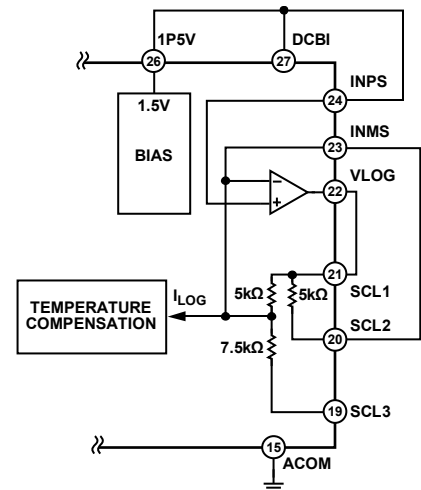 1P5V
DCBI
26
27
INPS
24
1.5V
BIAS
INMS
23
VLOG
22
−
+
21
SCL1
ILOG
5kΩ
5kΩ
TEMPERATURE
COMPENSATION
SCL2
20
7.5kΩ
19
SCL3
15
ACOM